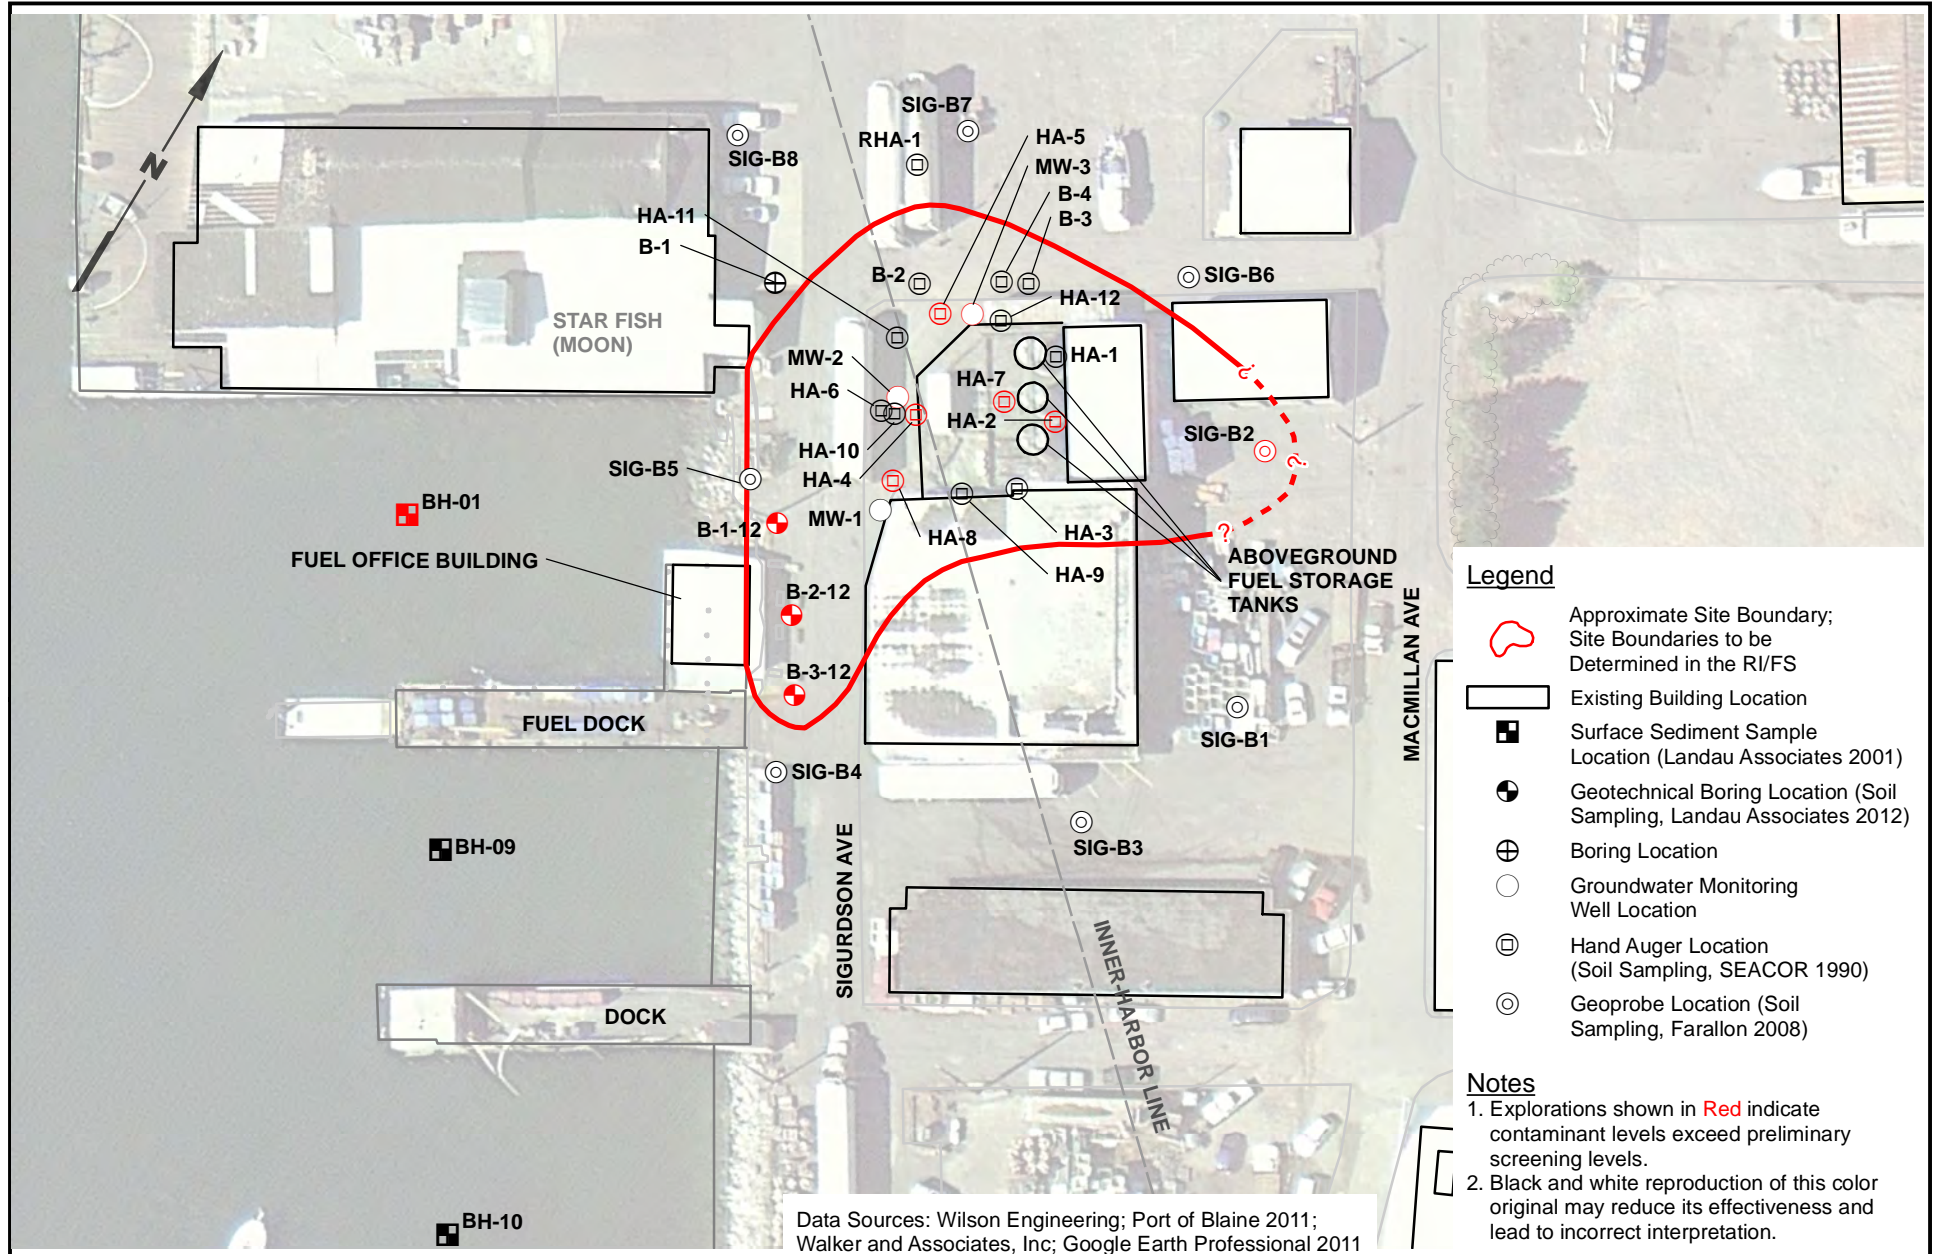 N
SIG-B7
RHA-1
SIG-B8
HA-5
MW-3
B-4
B-3
HA-11
B-1
B-2
SIG-B6
HA-12
STAR FISH
(MOON)
MW-2
HA-1
HA-6
HA-7
HA-2
SIG-B2
?
?
?
HA-10
HA-4
SIG-B5
BH-01
B-1-12
MW-1
HA-8
HA-3
HA-9
FUEL OFFICE BUILDING
ABOVEGROUND
FUEL STORAGE
TANKS
B-2-12
B-3-12
FUEL DOCK
SIG-B1
MACMILLAN AVE
SIG-B4
SIG-B3
BH-09
SIGURDSON AVE
INNER-HARBOR LINE
DOCK
BH-10
Legend
Approximate Site Boundary;
Site Boundaries to be
Determined in the RI/FS
Existing Building Location
Surface Sediment Sample
Location (Landau Associates 2001)
Geotechnical Boring Location (Soil
Sampling, Landau Associates 2012)
Boring Location
Groundwater Monitoring
Well Location
Hand Auger Location
(Soil Sampling, SEACOR 1990)
Geoprobe Location (Soil
Sampling, Farallon 2008)
Notes
1. Explorations shown in Red indicate
contaminant levels exceed preliminary
screening levels.
2. Black and white reproduction of this color
original may reduce its effectiveness and
lead to incorrect interpretation.
Data Sources: Wilson Engineering; Port of Blaine 2011;
Walker and Associates, Inc; Google Earth Professional 2011